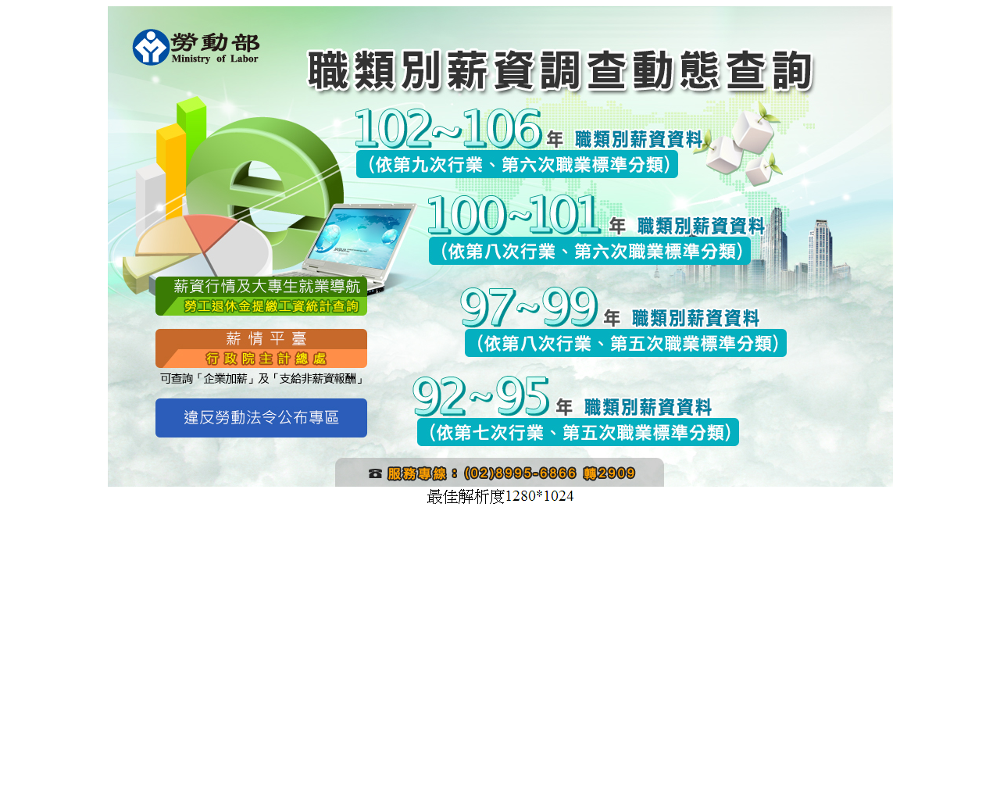 勞動部
Ministry of Labor
職類別薪資調查動態查詢
102~106年 職類別薪資資料
（依第九次行業、第六次職業標準分類）
100~101年 職類別薪資資料
（依第八次行業、第六次職業標準分類）
97~99年 職類別薪資資料
（依第八次行業、第五次職業標準分類）
92~95年 職類別薪資資料
（依第七次行業、第五次職業標準分類）
薪資行情及大專生就業導航
勞工退休金提繳工資統計查詢
薪情平臺
行政院主計總處
可查詢「企業加薪」及「支給非薪資報酬」
違反勞動法令公布專區
☎ 服務專線：(02)8995-6866 轉2909
最佳解析度1280*1024